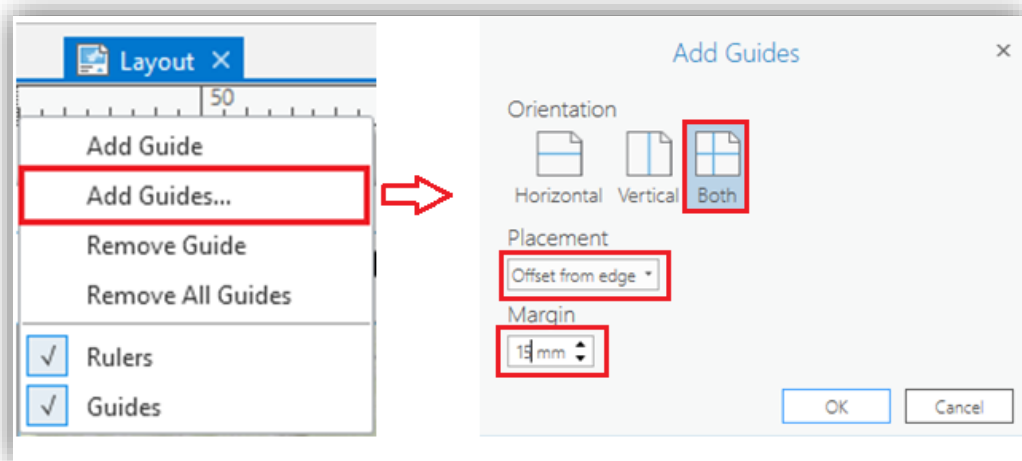 Layout ×
50
Add Guide
Add Guides...
Remove Guide
Remove All Guides
√ Rulers
√ Guides
Add Guides ×
Orientation
Horizontal Vertical Both
Placement
Offset from edge
Margin
15 mm
OK Cancel